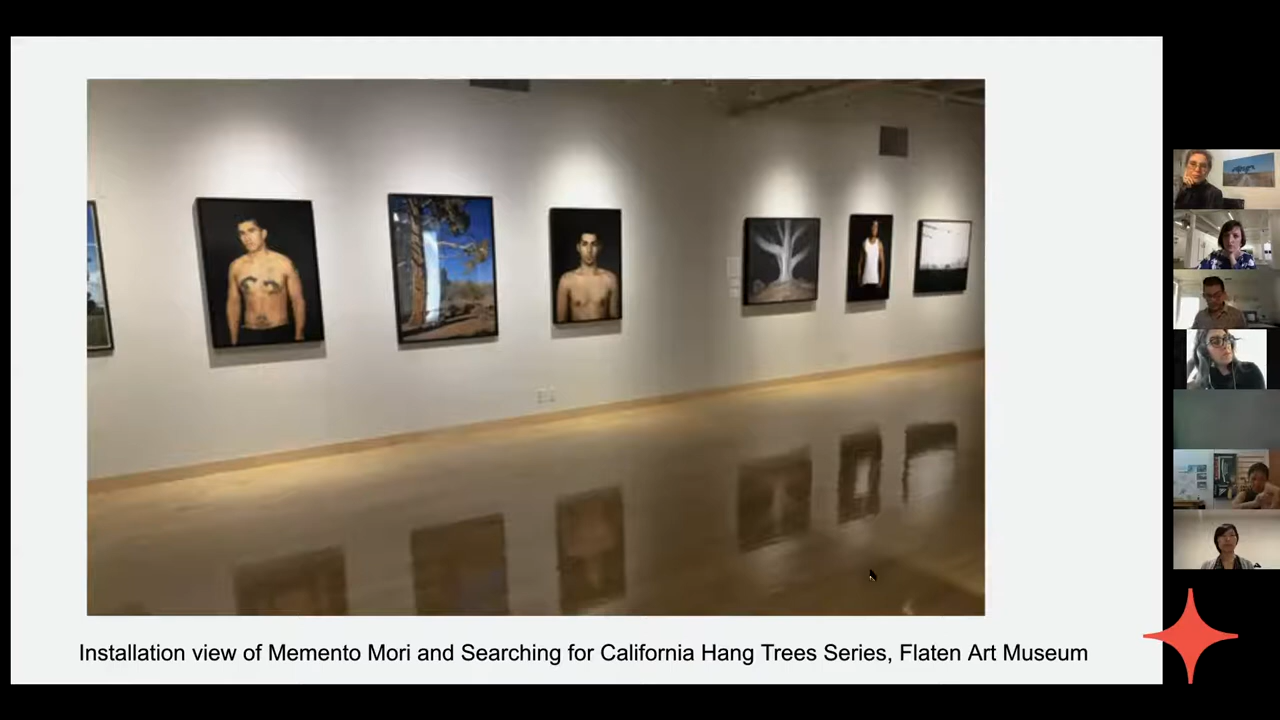 Installation view of Memento Mori and Searching for California Hang Trees Series, Flaten Art Museum